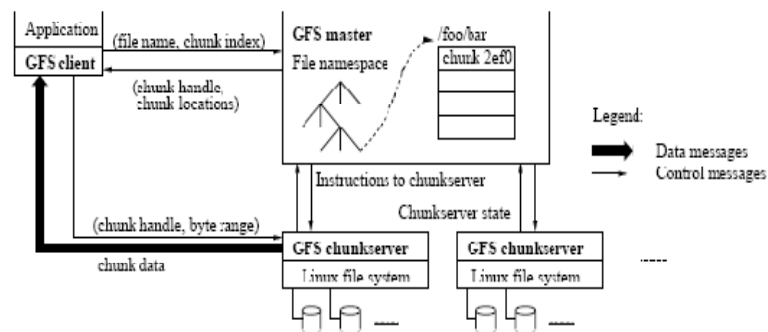 Application
GFS client
(file name, chunk index)
(chunk handle,
chunk locations)
GFS master
File namespace
/foo/bar
chunk 2ef0
Legend:
Data messages
Control messages
Instructions to chunkserver
Chunkserver state
(chunk handle, byte range)
chunk data
GFS chunkserver
Linux file system
GFS chunkserver
Linux file system